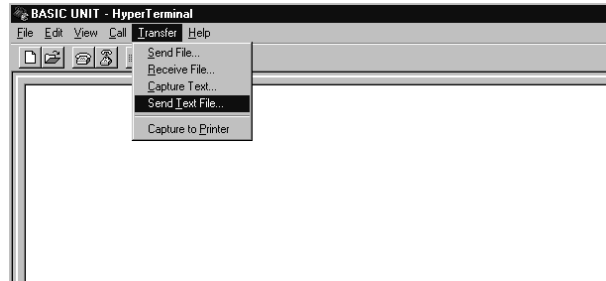 BASIC UNIT - HyperTerminal
File Edit View Call Transfer Help
Send File...
Receive File...
Capture Text...
Send Text File...
Capture to Printer